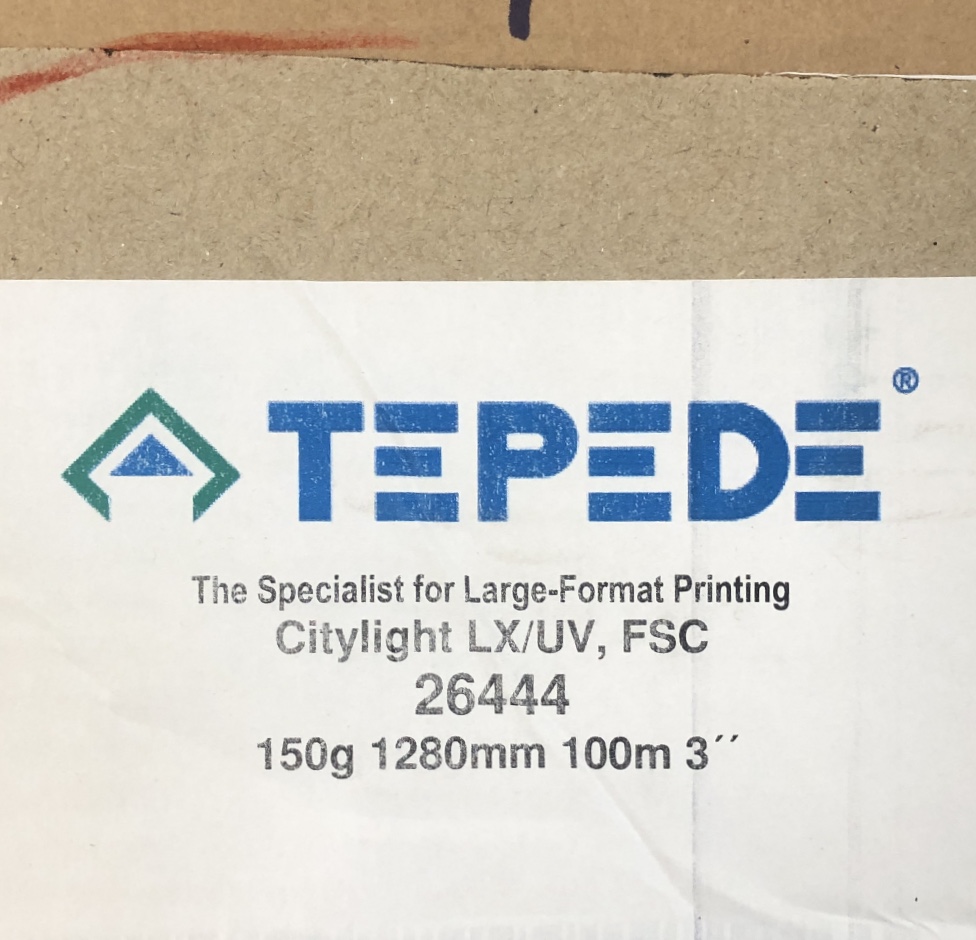 TEPEDE®
The Specialist for Large-Format Printing
Citylight LX/UV, FSC
26444
150g 1280mm 100m 3´´